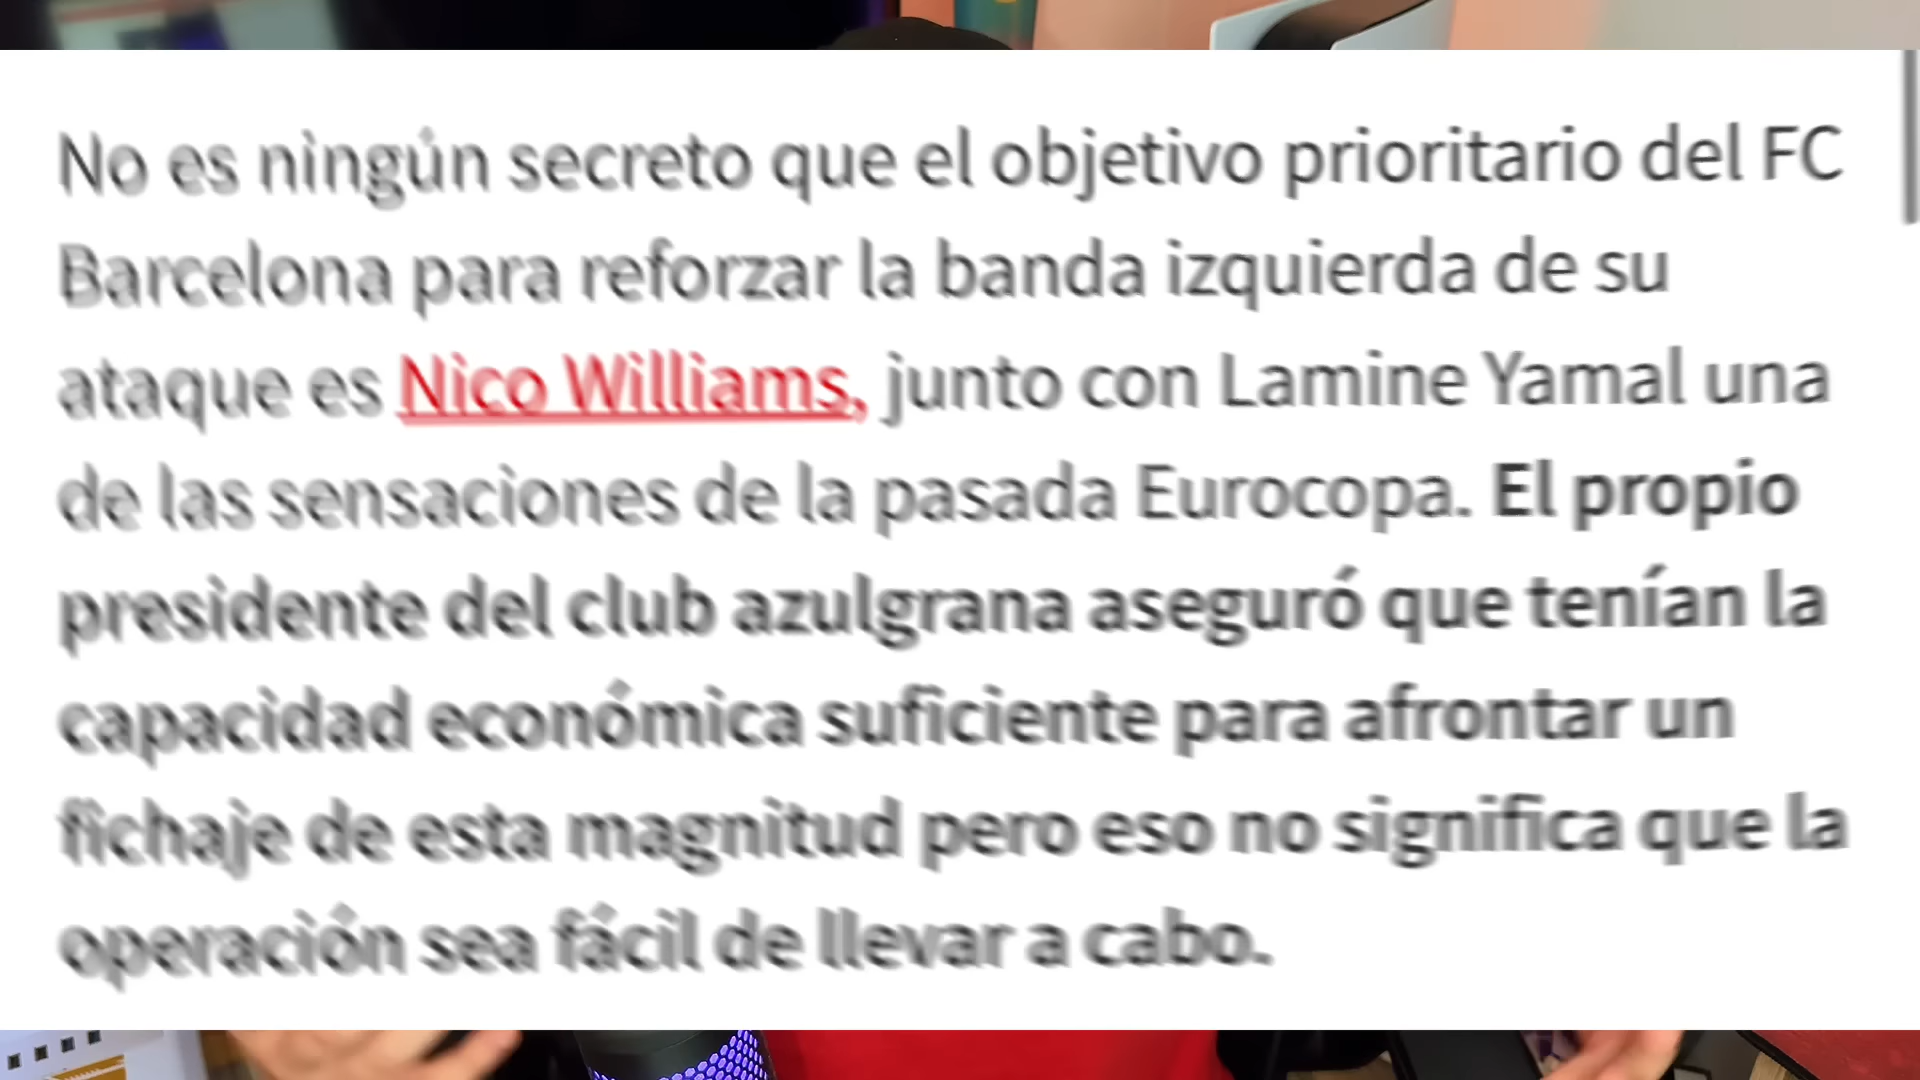 No es ningún secreto que el objetivo prioritario del FC
Barcelona para reforzar la banda izquierda de su
ataque es Nico Williams, junto con Lamine Yamal una
de las sensaciones de la pasada Eurocopa. El propio
presidente del club azulgrana aseguró que tenían la
capacidad económica suficiente para afrontar un
fichaje de esta magnitud pero eso no significa que la
operación sea fácil de llevar a cabo.